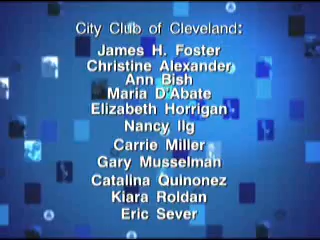 City Club of Cleveland:
James H. Foster
Christine Alexander
Ann Bish
Maria D'Abate
Elizabeth Horrigan
Nancy Ilg
Carrie Miller
Gary Musselman
Catalina Quinonez
Kiara Roldan
Eric Sever